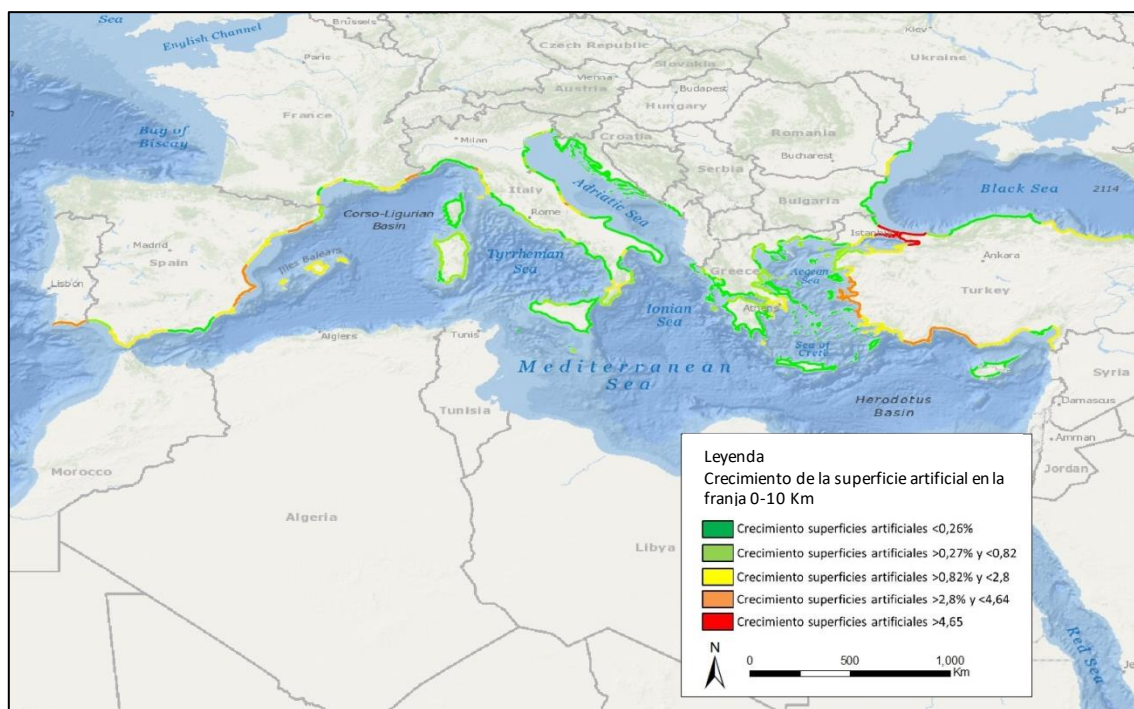 Sea
English Channel
Brussels
Paris
Bay of
Biscay
France
Czech Republic
Slovakia
Vienna
Austria
Budapest
Hungary
Kiev
Ukraine
Romania
Bucharest
Milan
Croatia
Serbia
Bulgaria
Black Sea
2114
Italy
Rome
Adriatic Sea
Corso-Ligurian
Basin
Madrid
Spain
Lisbon
Illes Balears
Tyrrhenian
Sea
Istanbul
Ankara
Turkey
Greece
Aegean
Sea
Athens
Ionian
Sea
Sea of
Crete
Algiers
Tunis
Mediterranean
Sea
Herodotus
Basin
Syria
Damascus
Amman
Jordan
Tunisia
Morocco
Algeria
Libya
Red Sea
Leyenda
Crecimiento de la superficie artificial en la
franja 0-10 Km
Crecimiento superficies artificiales <0,26%
Crecimiento superficies artificiales >0,27% y <0,82
Crecimiento superficies artificiales >0,82% y <2,8
Crecimiento superficies artificiales >2,8% y <4,64
Crecimiento superficies artificiales >4,65
N
0 500 1,000
Km